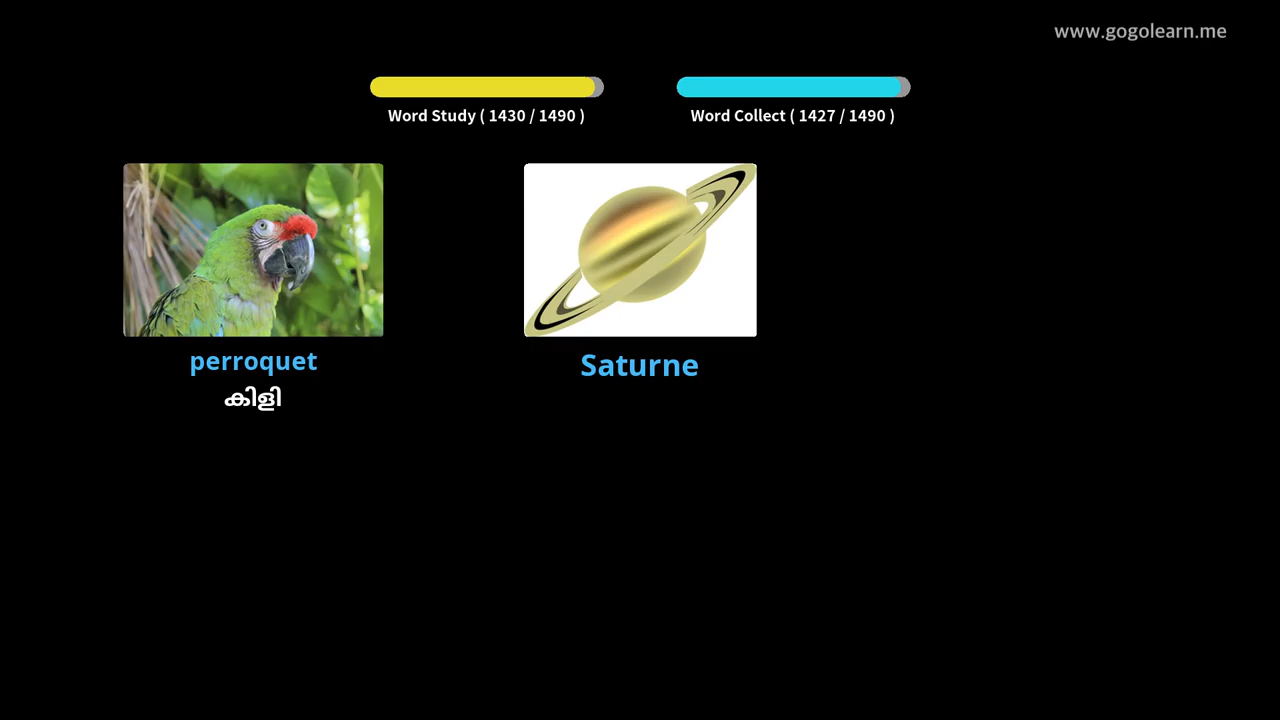 www.gogolearn.me
Word Study ( 1430 / 1490 )
Word Collect ( 1427 / 1490 )
perroquet
കിളി
Saturne